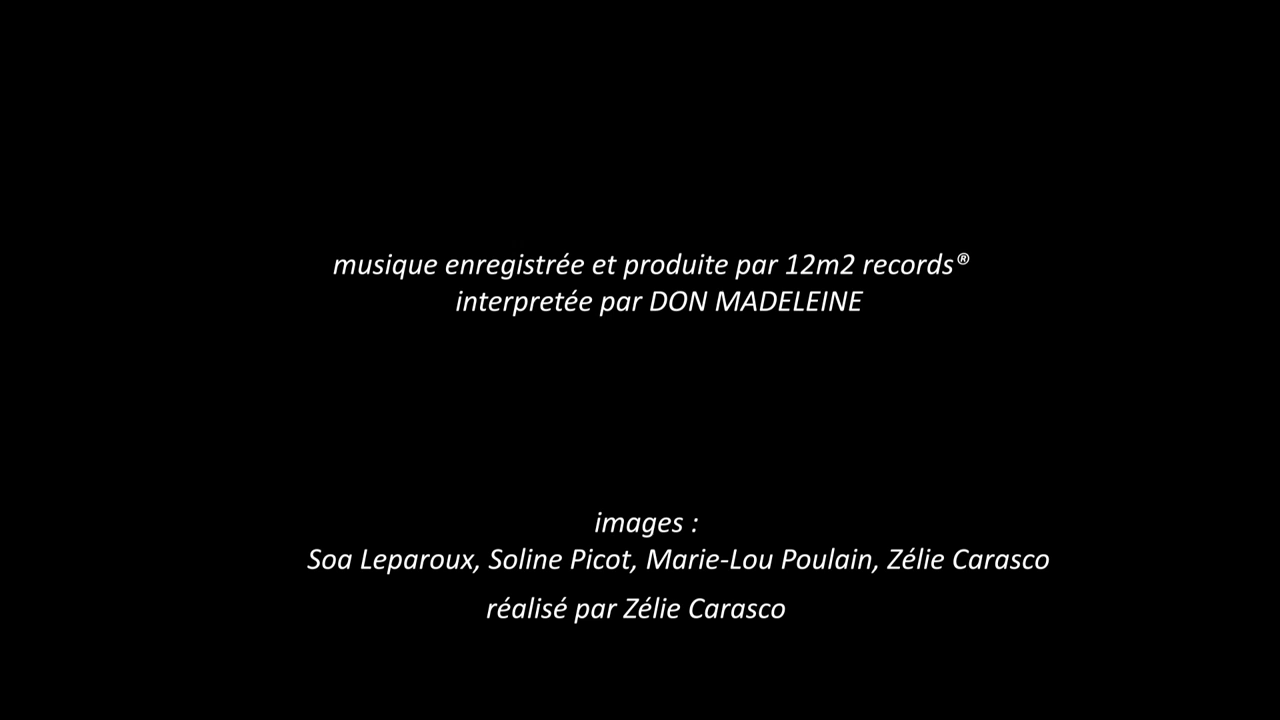 musique enregistrée et produite par 12m2 records®
interpretée par DON MADELEINE
images :
Soa Leparoux, Soline Picot, Marie-Lou Poulain, Zélie Carasco
réalisé par Zélie Carasco